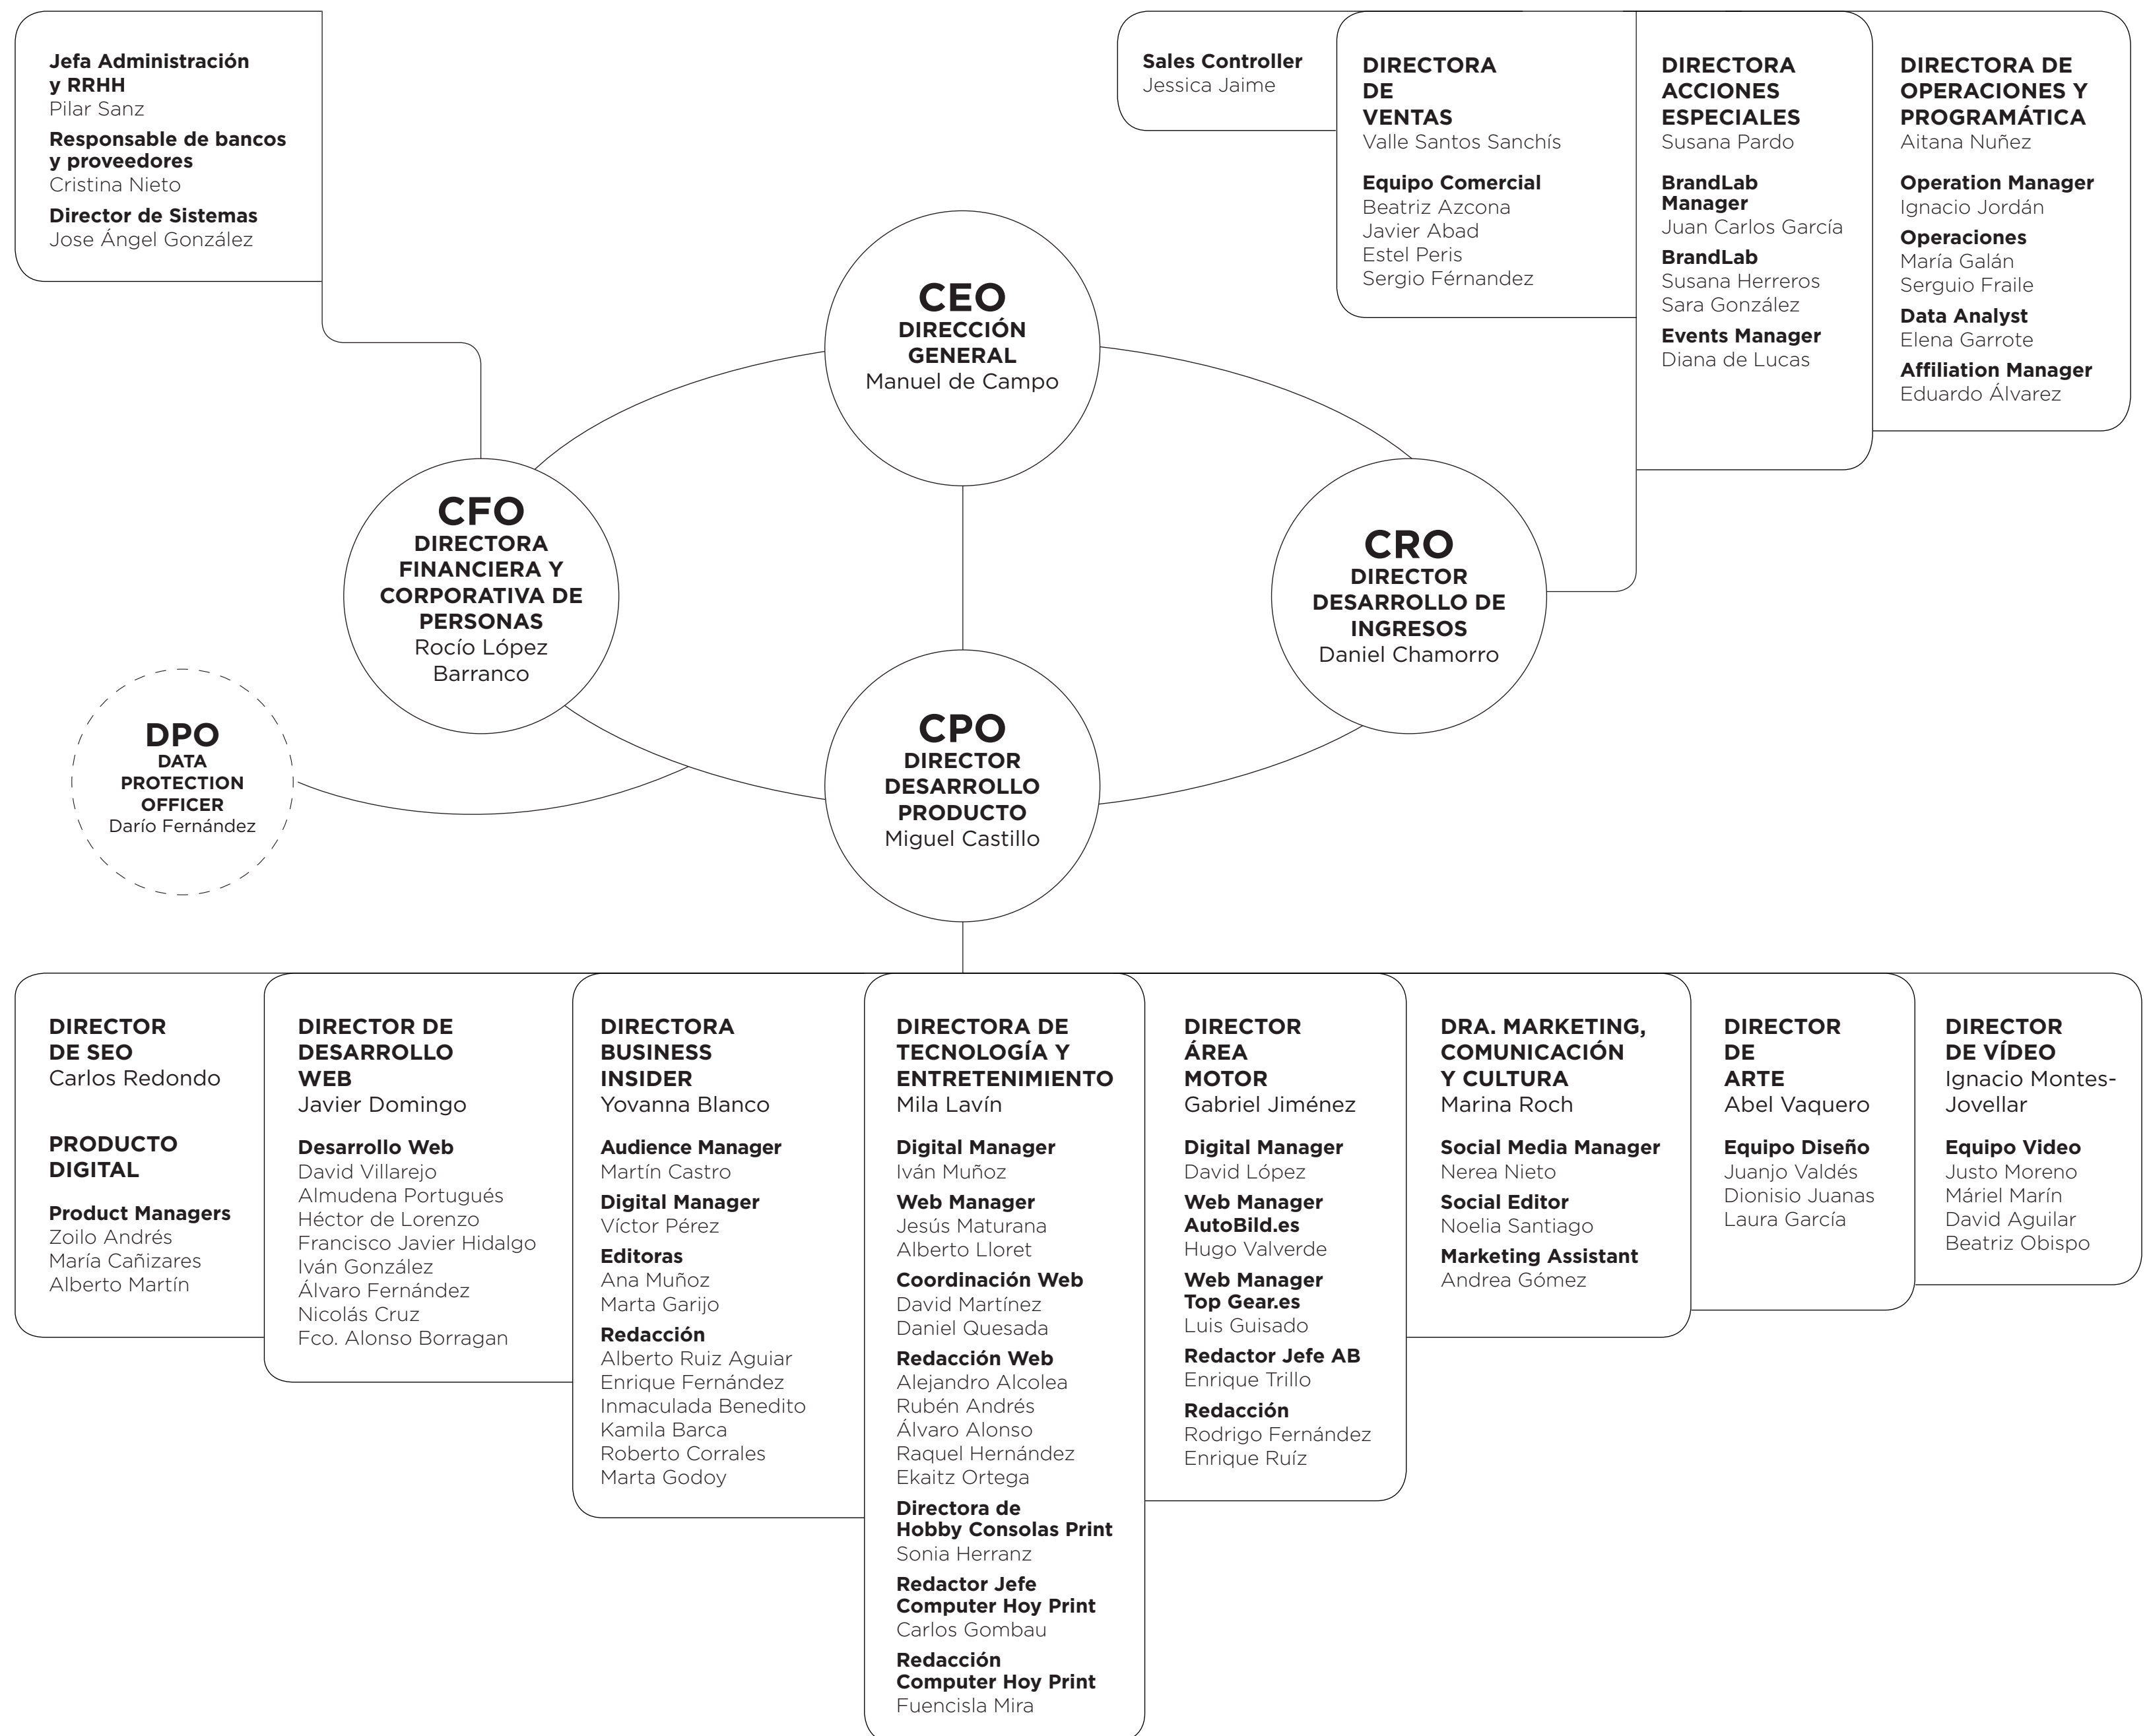 Jefa Administración
y RRHH
Pilar Sanz
Responsable de bancos
y proveedores
Cristina Nieto
Director de Sistemas
Jose Ángel González
Sales Controller
Jessica Jaime
DIRECTORA
DE
VENTAS
Valle Santos Sanchís
Equipo Comercial
Beatriz Azcona
Javier Abad
Estel Peris
Sergio Férnandez
DIRECTORA
ACCIONES
ESPECIALES
Susana Pardo
BrandLab
Manager
Juan Carlos García
BrandLab
Susana Herreros
Sara González
Events Manager
Diana de Lucas
DIRECTORA DE
OPERACIONES Y
PROGRAMÁTICA
Aitana Nuñez
Operation Manager
Ignacio Jordán
Operaciones
María Galán
Serguio Fraile
Data Analyst
Elena Garrote
Affiliation Manager
Eduardo Álvarez
CEO
DIRECCIÓN
GENERAL
Manuel de Campo
CFO
DIRECTORA
FINANCIERA Y
CORPORATIVA DE
PERSONAS
Rocío López
Barranco
CRO
DIRECTOR
DESARROLLO DE
INGRESOS
Daniel Chamorro
DPO
DATA
PROTECTION
OFFICER
Darío Fernández
CPO
DIRECTOR
DESARROLLO
PRODUCTO
Miguel Castillo
DIRECTOR
DE SEO
Carlos Redondo
PRODUCTO
DIGITAL
Product Managers
Zoilo Andrés
María Cañizares
Alberto Martín
DIRECTOR DE
DESARROLLO
WEB
Javier Domingo
Desarrollo Web
David Villarejo
Almudena Portugués
Héctor de Lorenzo
Francisco Javier Hidalgo
Iván González
Álvaro Fernández
Nicolás Cruz
Fco. Alonso Borragan
DIRECTORA
BUSINESS
INSIDER
Yovanna Blanco
Audience Manager
Martín Castro
Digital Manager
Víctor Pérez
Editoras
Ana Muñoz
Marta Garijo
Redacción
Alberto Ruiz Aguiar
Enrique Fernández
Inmaculada Benedito
Kamila Barca
Roberto Corrales
Marta Godoy
DIRECTORA DE
TECNOLOGÍA Y
ENTRETENIMIENTO
Mila Lavín
Digital Manager
Iván Muñoz
Web Manager
Jesús Maturana
Alberto Lloret
Coordinación Web
David Martínez
Daniel Quesada
Redacción Web
Alejandro Alcolea
Rubén Andrés
Álvaro Alonso
Raquel Hernández
Ekaitz Ortega
Directora de
Hobby Consolas Print
Sonia Herranz
Redactor Jefe
Computer Hoy Print
Carlos Gombau
Redacción
Computer Hoy Print
Fuencisla Mira
DIRECTOR
ÁREA
MOTOR
Gabriel Jiménez
Digital Manager
David López
Web Manager
AutoBild.es
Hugo Valverde
Web Manager
Top Gear.es
Luis Guisado
Redactor Jefe AB
Enrique Trillo
Redacción
Rodrigo Fernández
Enrique Ruíz
DRA. MARKETING,
COMUNICACIÓN
Y CULTURA
Marina Roch
Social Media Manager
Nerea Nieto
Social Editor
Noelia Santiago
Marketing Assistant
Andrea Gómez
DIRECTOR
DE
ARTE
Abel Vaquero
Equipo Diseño
Juanjo Valdés
Dionisio Juanas
Laura García
DIRECTOR
DE VÍDEO
Ignacio Montes-
Jovellar
Equipo Video
Justo Moreno
Máriel Marín
David Aguilar
Beatriz Obispo